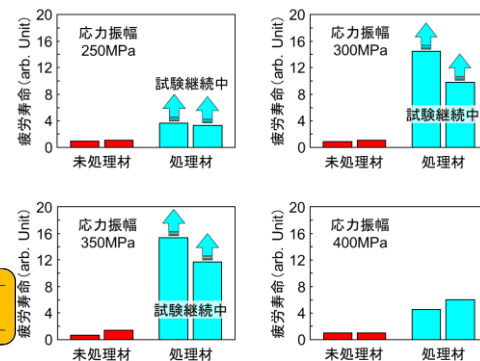 疲労寿命(arb. Unit)
20
16
12
8
4
0
応力振幅
250MPa
試験継続中
未処理材 処理材
疲労寿命(arb. Unit)
20
16
12
8
4
0
応力振幅
300MPa
試験継続中
未処理材 処理材
疲労寿命(arb. Unit)
20
16
12
8
4
0
応力振幅
350MPa
試験継続中
未処理材 処理材
疲労寿命(arb. Unit)
20
16
12
8
4
0
応力振幅
400MPa
未処理材 処理材